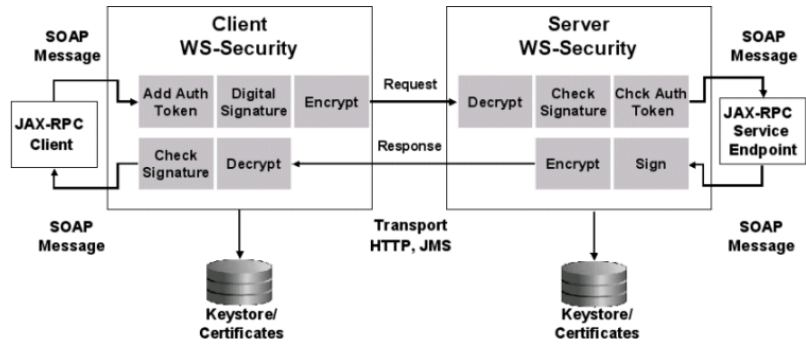 Client
WS-Security
Server
WS-Security
SOAP
Message
SOAP
Message
Add Auth
Token
Digital
Signature
Encrypt
Request
Decrypt
Check
Signature
Chck Auth
Token
JAX-RPC
Client
JAX-RPC
Service
Endpoint
Check
Signature
Decrypt
Response
Encrypt
Sign
SOAP
Message
Transport
HTTP, JMS
SOAP
Message
Keystore/
Certificates
Keystore/
Certificates